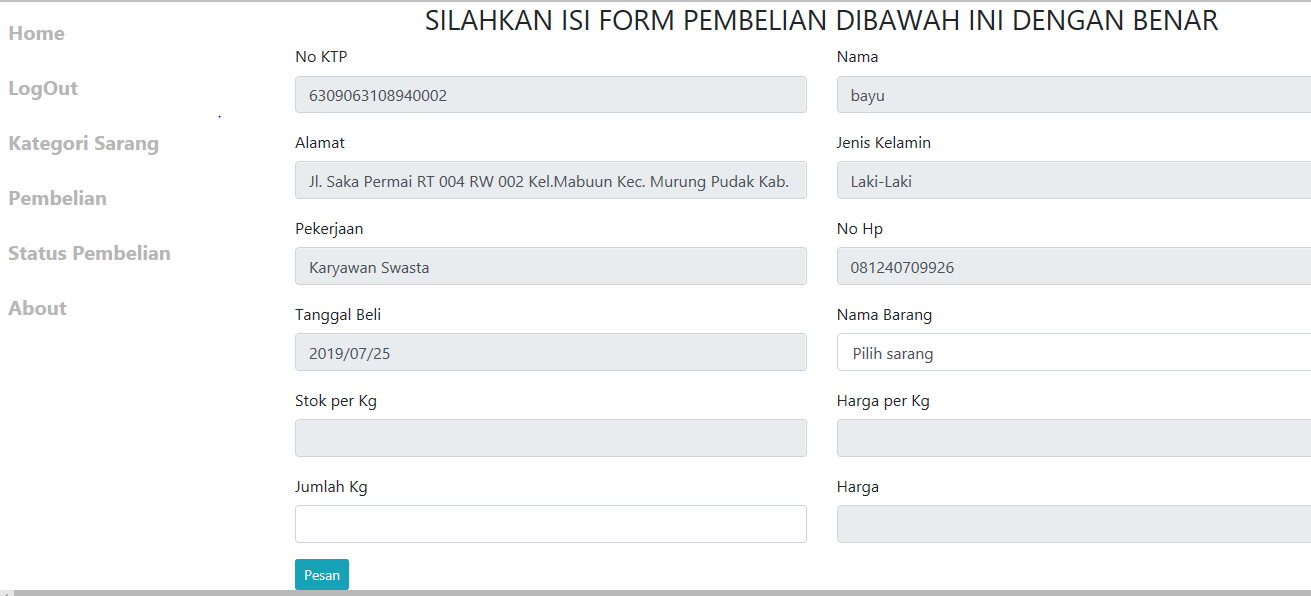 SILAHKAN ISI FORM PEMBELIAN DIBAWAH INI DENGAN BENAR
Home
LogOut
Kategori Sarang
Pembelian
Status Pembelian
About
No KTP
6309063108940002
Nama
bayu
Alamat
Jl. Saka Permai RT 004 RW 002 Kel.Mabuun Kec. Murung Pudak Kab.
Jenis Kelamin
Laki-Laki
Pekerjaan
Karyawan Swasta
No Hp
081240709926
Tanggal Beli
2019/07/25
Nama Barang
Pilih sarang
Stok per Kg
Harga per Kg
Jumlah Kg
Harga
Pesan